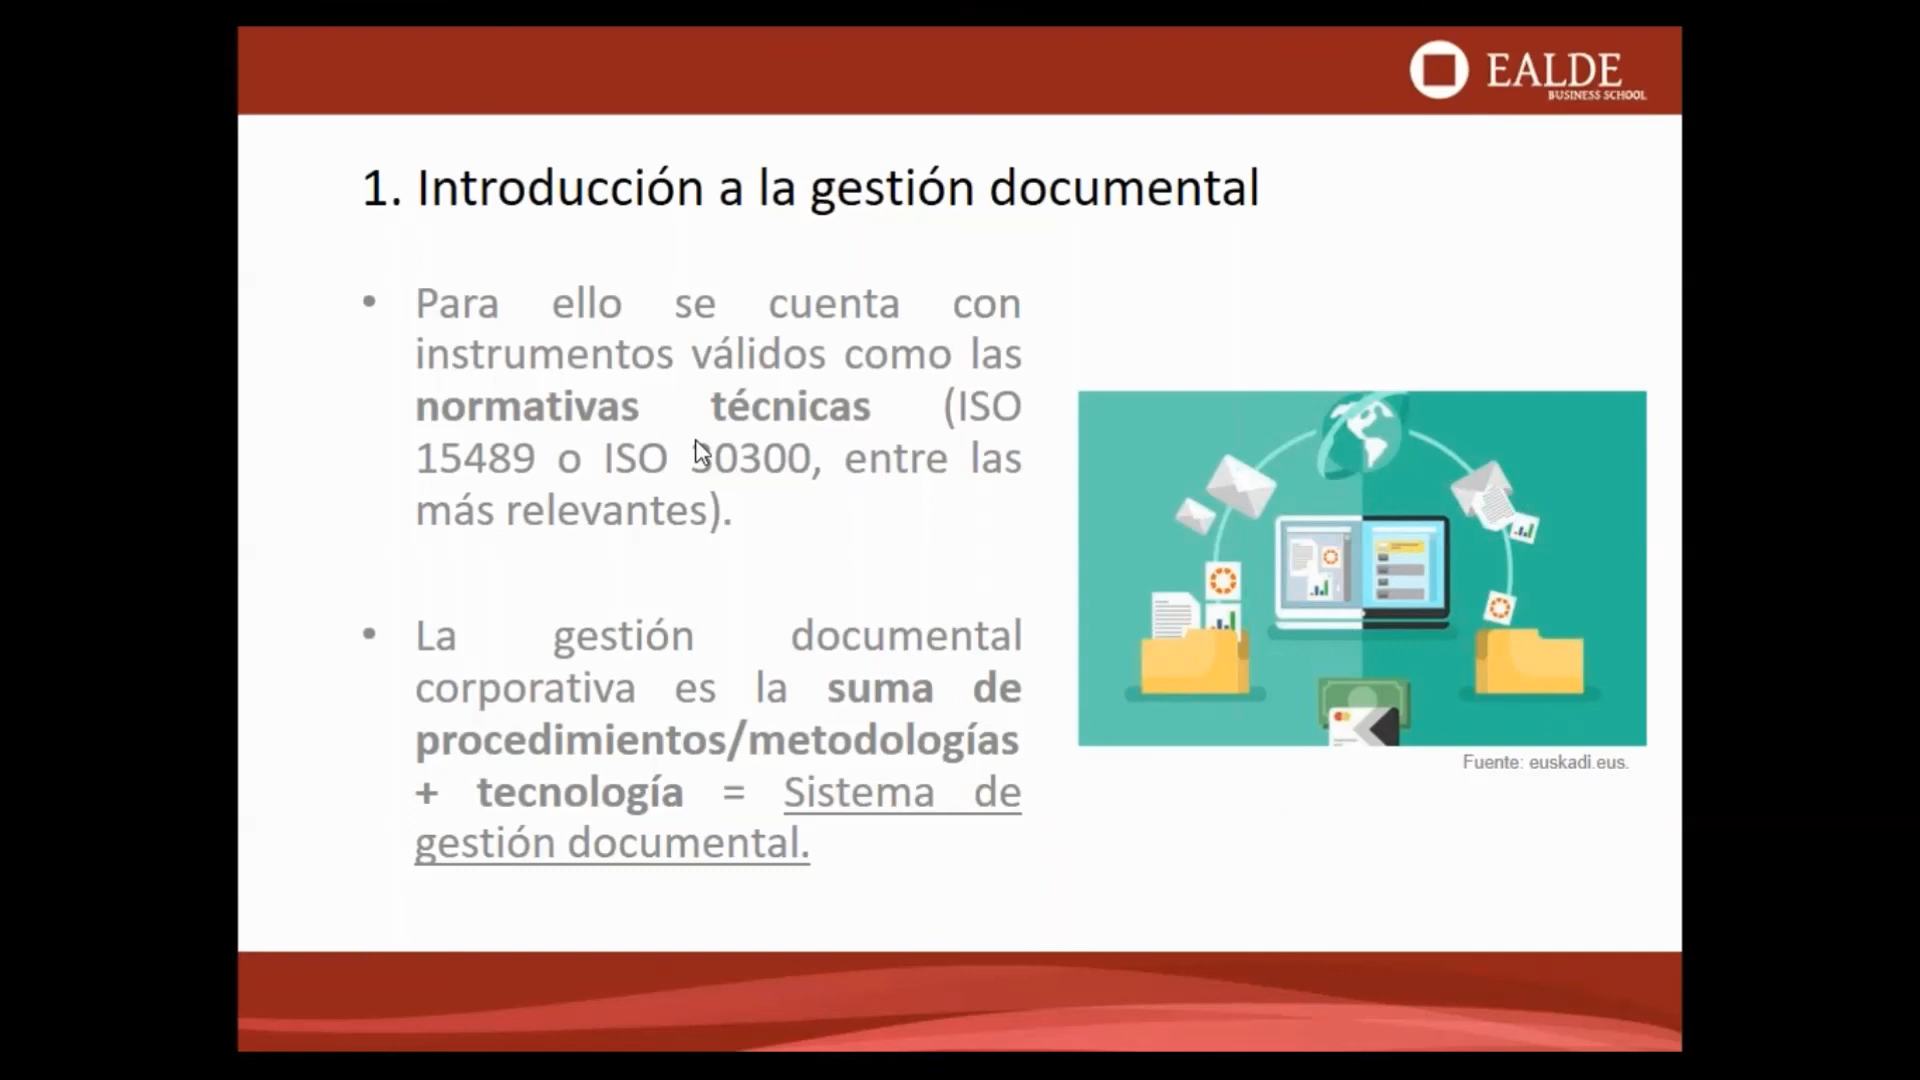 EALDE
BUSINESS SCHOOL
1. Introducción a la gestión documental
• Para ello se cuenta con
instrumentos válidos como las
normativas técnicas (ISO
15489 o ISO 30300, entre las
más relevantes).
• La gestión documental
corporativa es la suma de
procedimientos/metodologías
+ tecnología = Sistema de
gestión documental.
Fuente: euskadi.eus.